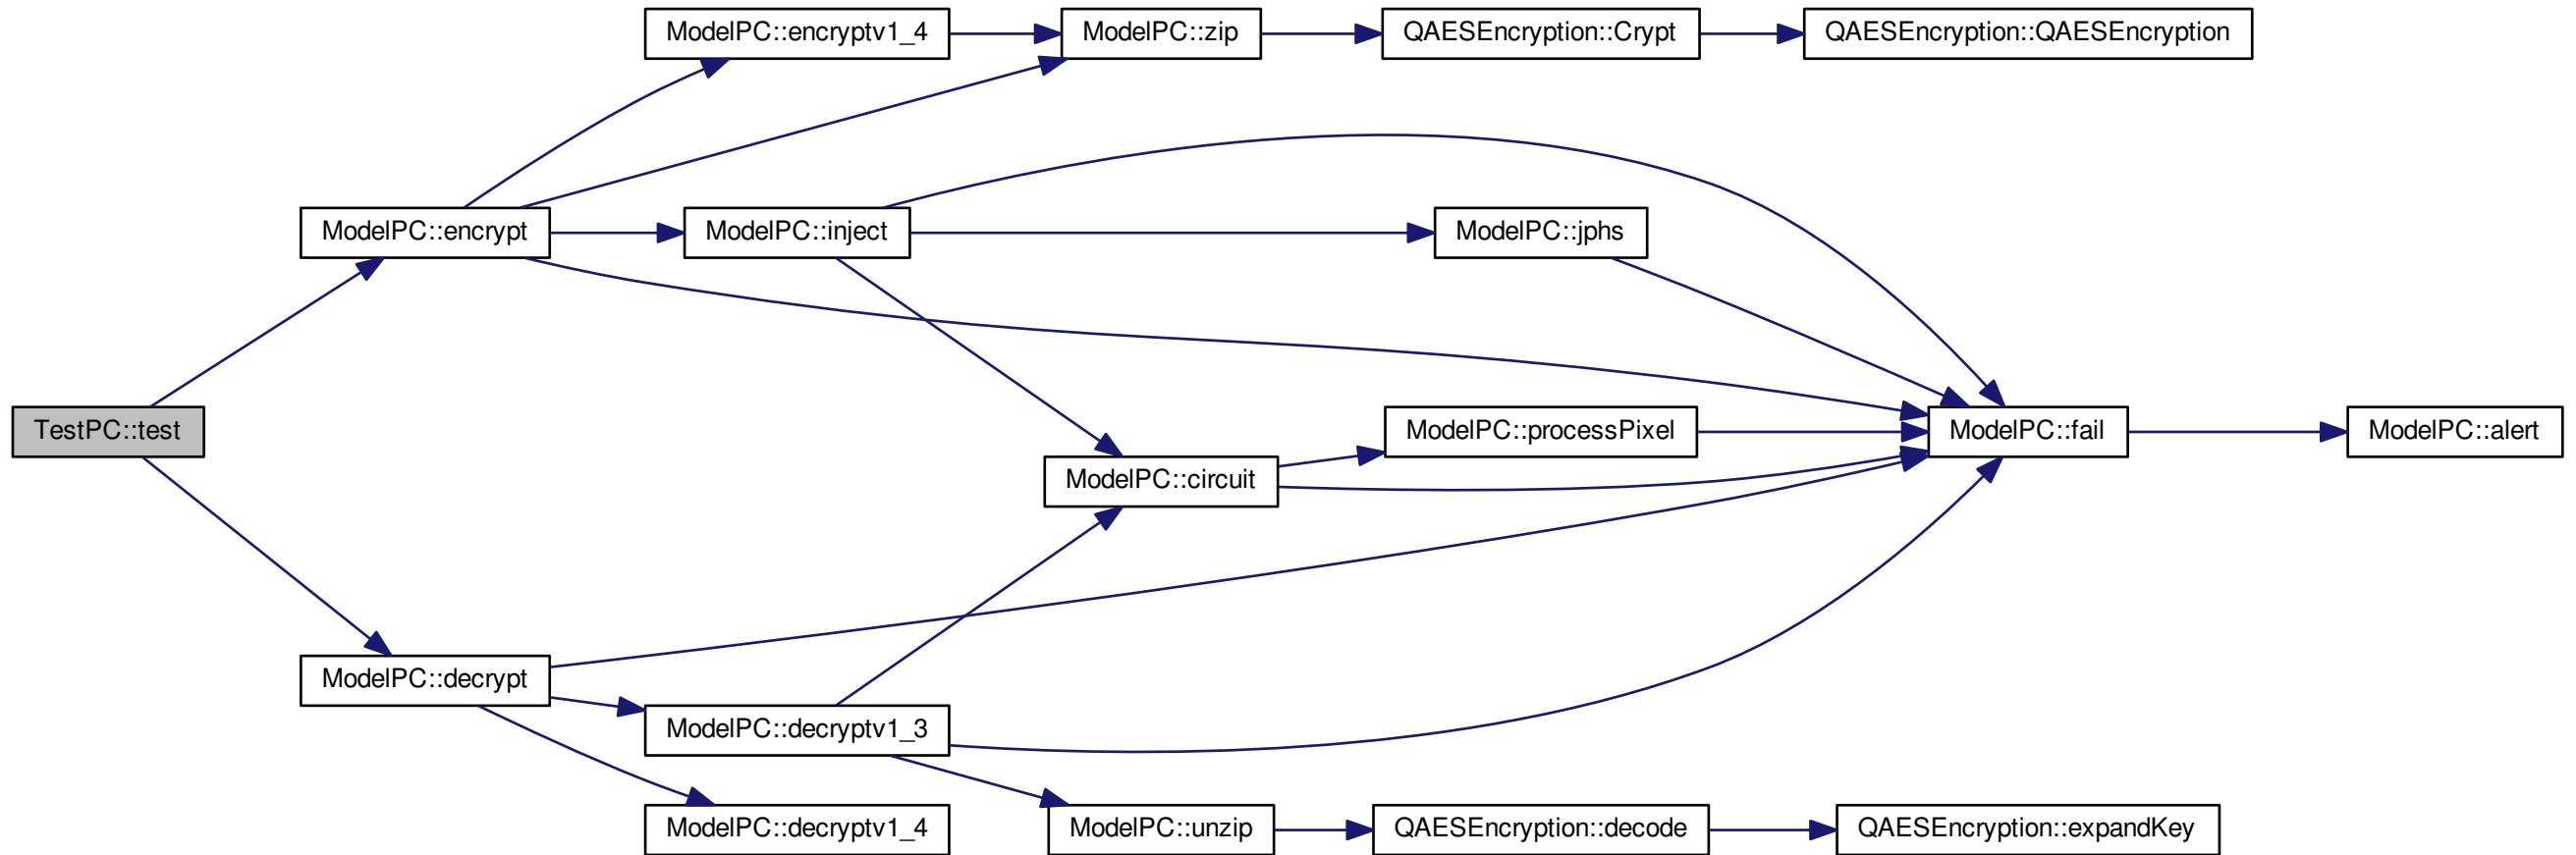 ModelPC::encryptv1_4
ModelPC::zip
QAESEncryption::Crypt
QAESEncryption::QAESEncryption
ModelPC::encrypt
ModelPC::inject
ModelPC::jphs
TestPC::test
ModelPC::processPixel
ModelPC::fail
ModelPC::alert
ModelPC::circuit
ModelPC::decrypt
ModelPC::decryptv1_3
ModelPC::decryptv1_4
ModelPC::unzip
QAESEncryption::decode
QAESEncryption::expandKey